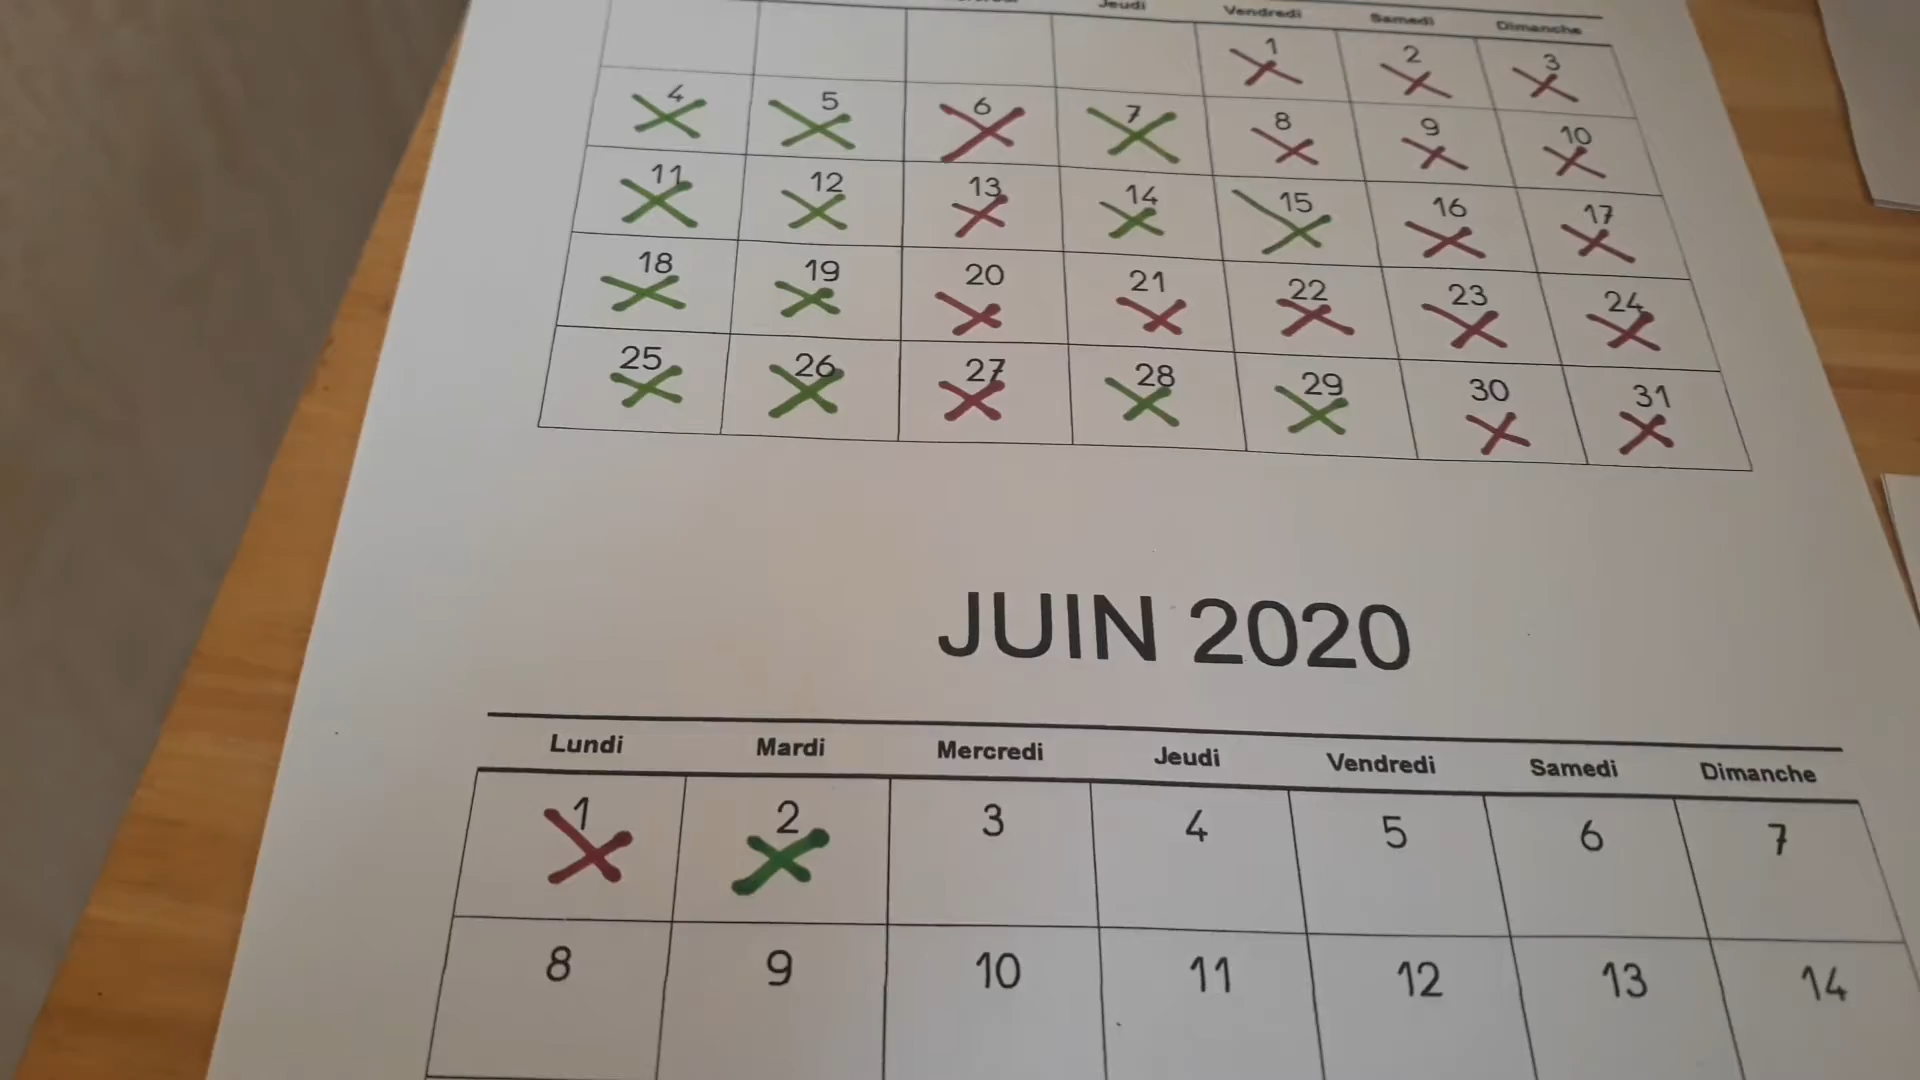 Jeudi Vendredi Samedi Dimanche
1 2 3
4 5 6 7 8 9 10
11 12 13 14 15 16 17
18 19 20 21 22 23 24
25 26 27 28 29 30 31
JUIN 2020
Lundi Mardi Mercredi Jeudi Vendredi Samedi Dimanche
1 2 3 4 5 6 7
8 9 10 11 12 13 14